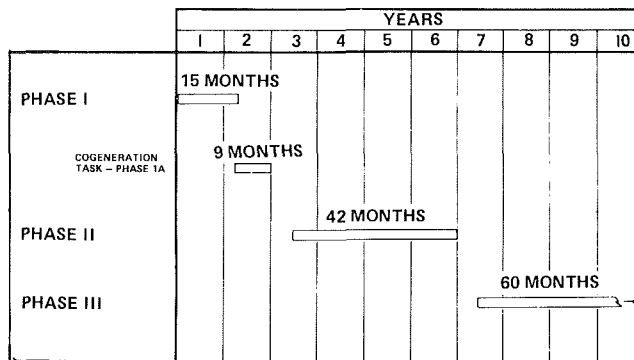 YEARS
1 2 3 4 5 6 7 8 9 10
15 MONTHS
PHASE I
9 MONTHS
COGENERATION
TASK – PHASE 1A
42 MONTHS
PHASE II
60 MONTHS
PHASE III